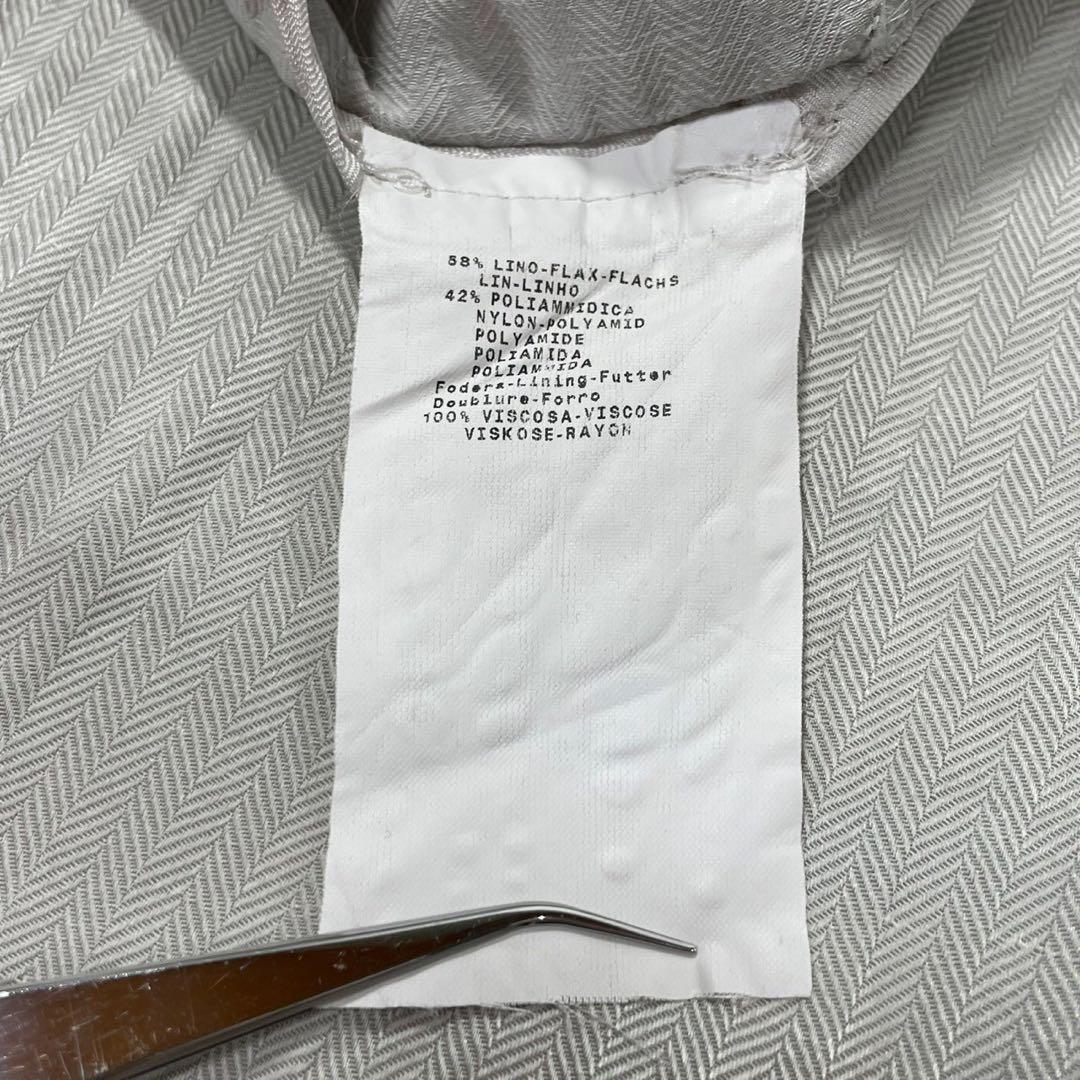 58% LINO-FLAX-FLACHS
LIN-LINHO
42% POLIAMMIDICA
NYLON-POLYAMID
POLYAMIDE
POLIAMIDA
POLIAMMIDA
Fodera-Lining-Futter
Doublure-Forro
100% VISCOSA-VISCOSE
VISKOSE-RAYON